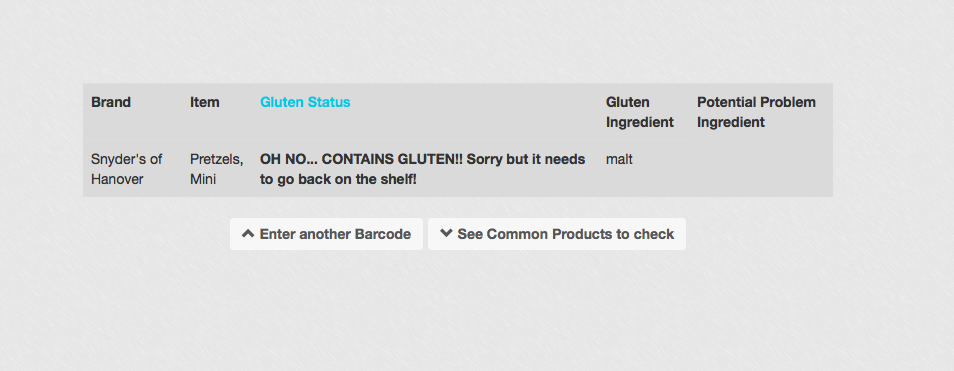 Brand Item Gluten Status Gluten Ingredient Potential Problem Ingredient
Snyder's of Hanover Pretzels, Mini OH NO... CONTAINS GLUTEN!! Sorry but it needs to go back on the shelf! malt
Enter another Barcode See Common Products to check